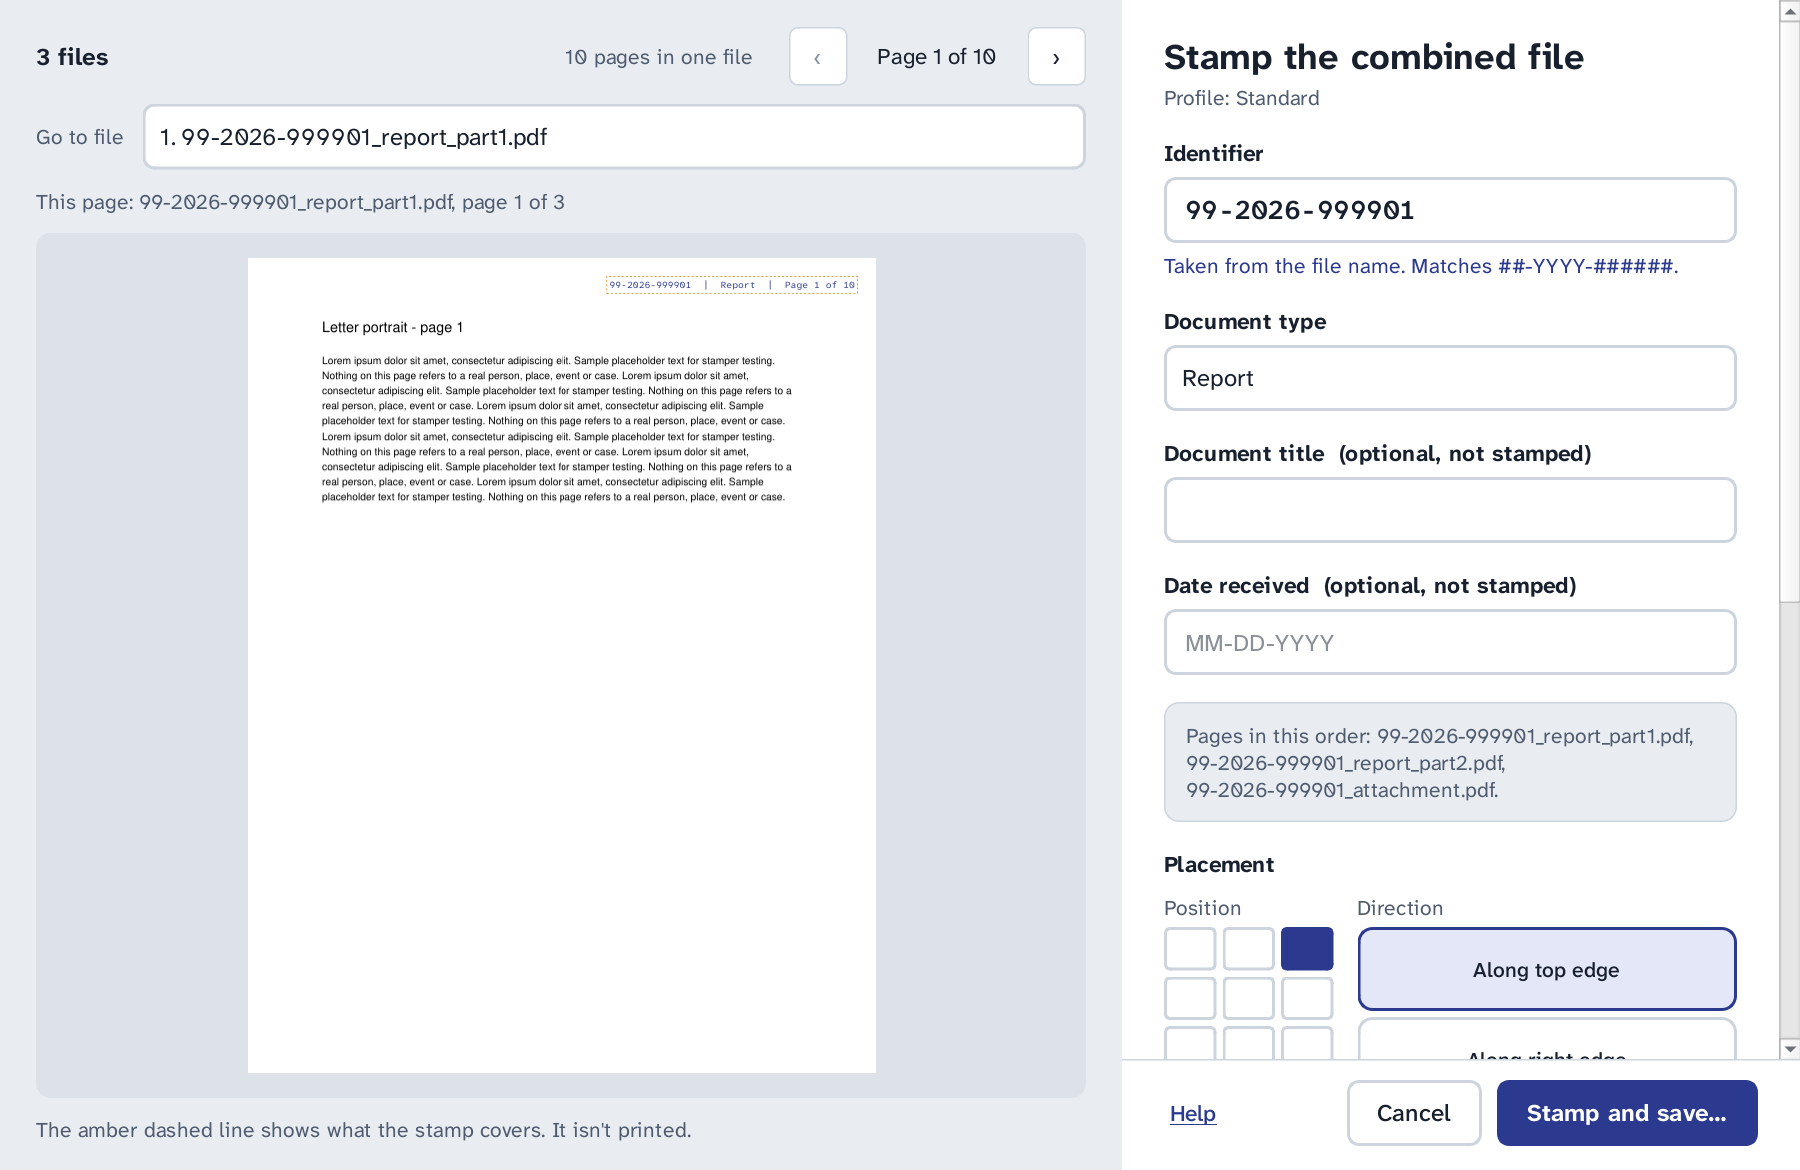 3 files
10 pages in one file
‹
Page 1 of 10
›
Go to file
1. 99-2026-999901_report_part1.pdf
This page: 99-2026-999901_report_part1.pdf, page 1 of 3
99-2026-999901 | Report | Page 1 of 10
Letter portrait - page 1
Lorem ipsum dolor sit amet, consectetur adipiscing elit. Sample placeholder text for stamper testing.
Nothing on this page refers to a real person, place, event or case. Lorem ipsum dolor sit amet,
consectetur adipiscing elit. Sample placeholder text for stamper testing. Nothing on this page refers to a
real person, place, event or case. Lorem ipsum dolor sit amet, consectetur adipiscing elit. Sample
placeholder text for stamper testing. Nothing on this page refers to a real person, place, event or case.
Lorem ipsum dolor sit amet, consectetur adipiscing elit. Sample placeholder text for stamper testing.
Nothing on this page refers to a real person, place, event or case. Lorem ipsum dolor sit amet,
consectetur adipiscing elit. Sample placeholder text for stamper testing. Nothing on this page refers to a
real person, place, event or case. Lorem ipsum dolor sit amet, consectetur adipiscing elit. Sample
placeholder text for stamper testing. Nothing on this page refers to a real person, place, event or case.
The amber dashed line shows what the stamp covers. It isn't printed.
Stamp the combined file
Profile: Standard
Identifier
99-2026-999901
Taken from the file name. Matches ##-YYYY-######.
Document type
Report
Document title (optional, not stamped)
Date received (optional, not stamped)
MM-DD-YYYY
Pages in this order: 99-2026-999901_report_part1.pdf,
99-2026-999901_report_part2.pdf,
99-2026-999901_attachment.pdf.
Placement
Position
Direction
Along top edge
Along right edge
Help
Cancel
Stamp and save...